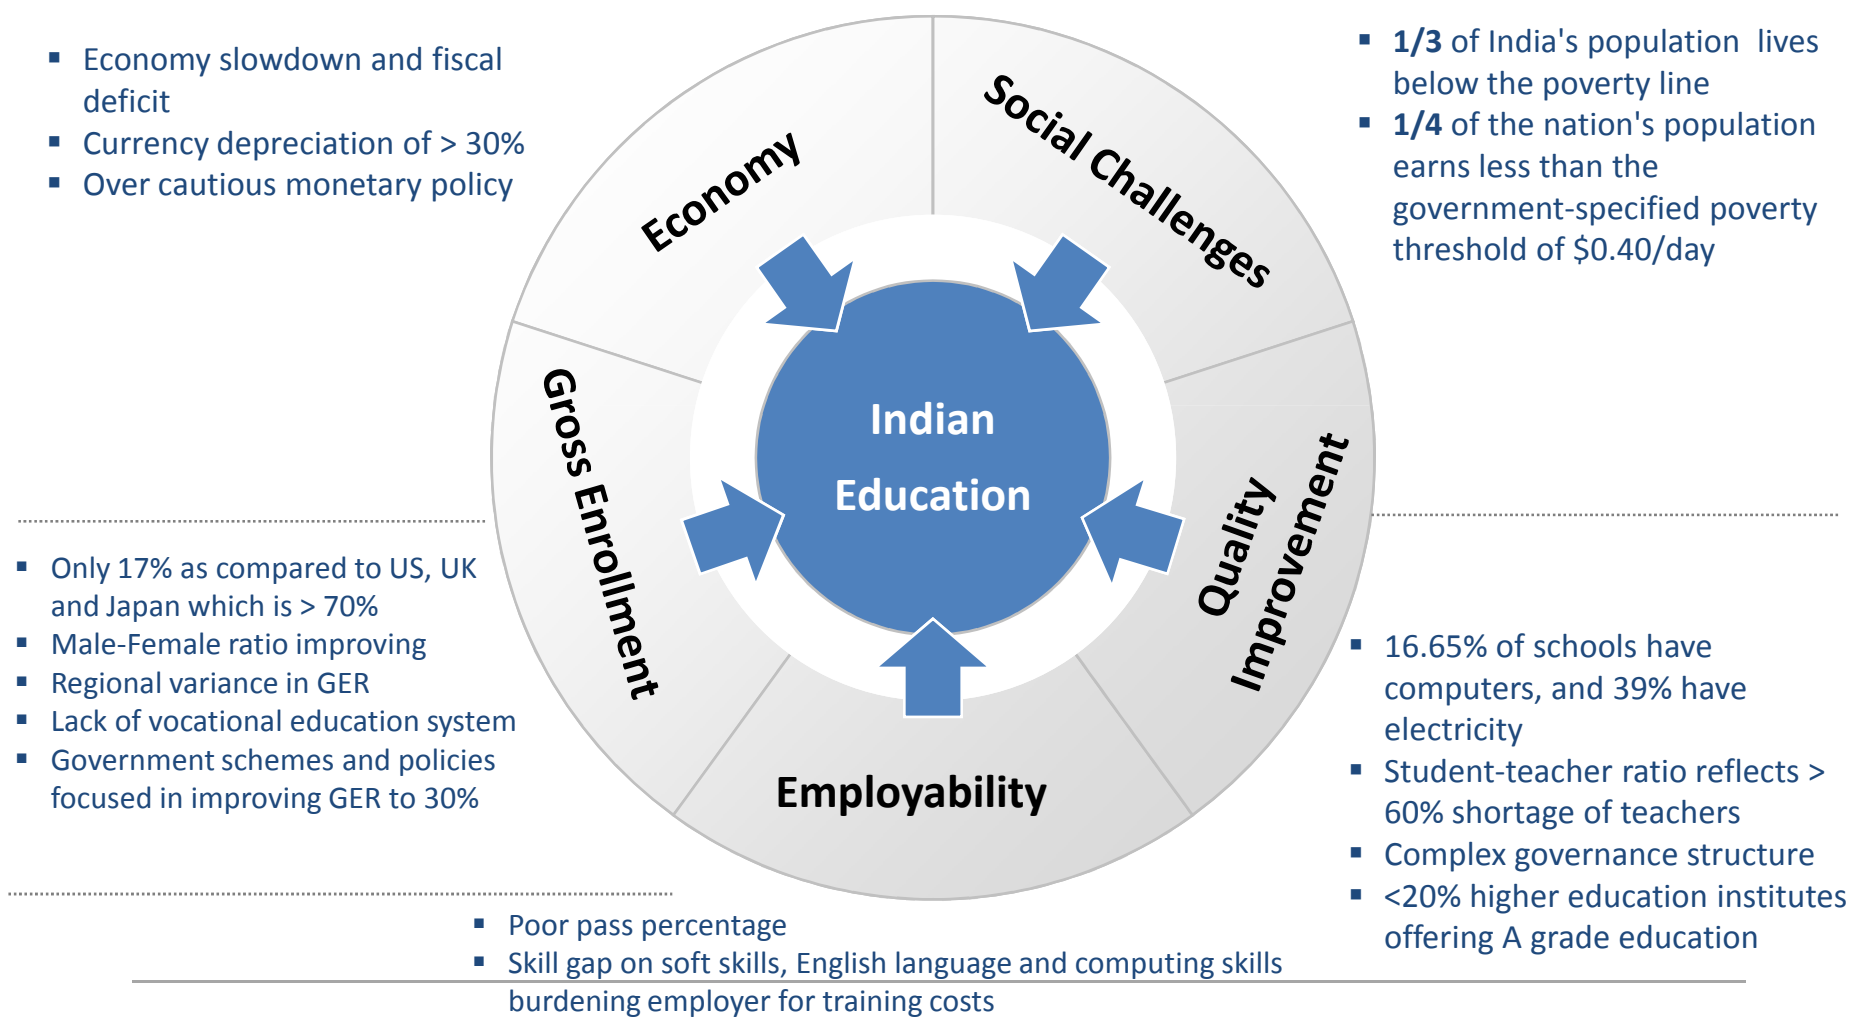 ▪ Economy slowdown and fiscal
deficit
▪ Currency depreciation of > 30%
▪ Over cautious monetary policy
▪ 1/3 of India's population lives
below the poverty line
▪ 1/4 of the nation's population
earns less than the
government-specified poverty
threshold of $0.40/day
Economy
Social Challenges
Gross Enrollment
Indian
Education
Quality
Improvement
Employability
▪ Only 17% as compared to US, UK
and Japan which is > 70%
▪ Male-Female ratio improving
▪ Regional variance in GER
▪ Lack of vocational education system
▪ Government schemes and policies
focused in improving GER to 30%
▪ 16.65% of schools have
computers, and 39% have
electricity
▪ Student-teacher ratio reflects >
60% shortage of teachers
▪ Complex governance structure
▪ <20% higher education institutes
offering A grade education
▪ Poor pass percentage
▪ Skill gap on soft skills, English language and computing skills
burdening employer for training costs